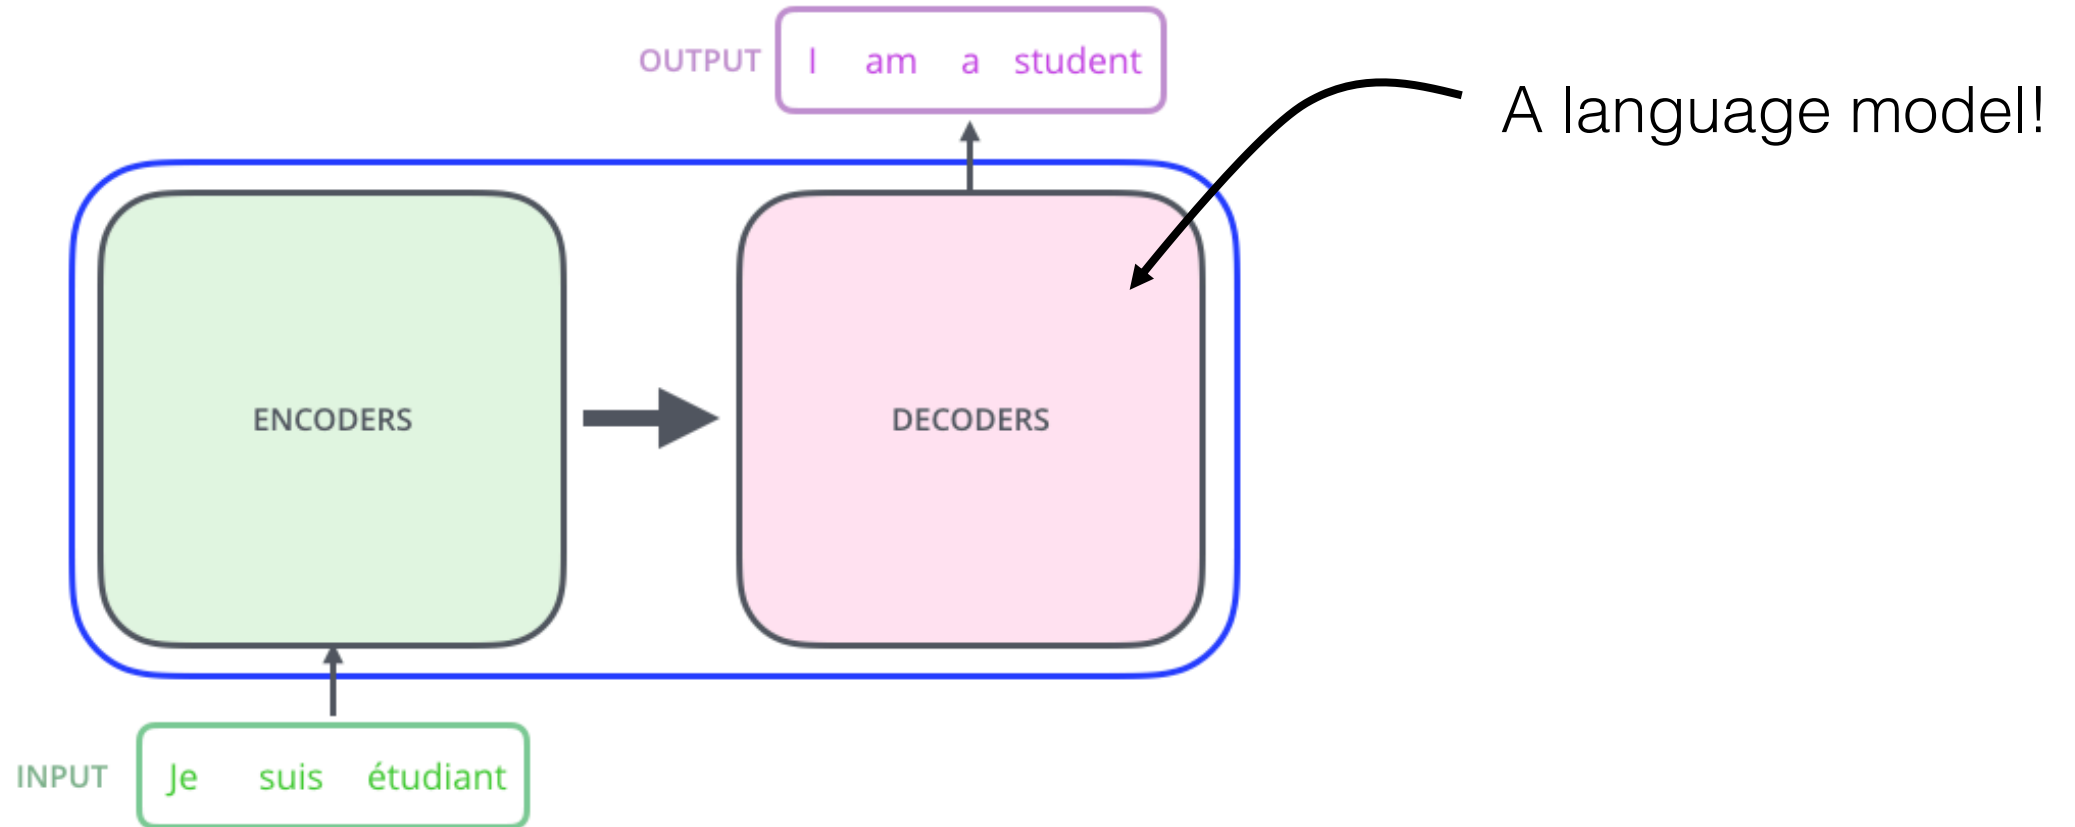 OUTPUT I am a student
A language model!
ENCODERS
DECODERS
INPUT Je suis étudiant